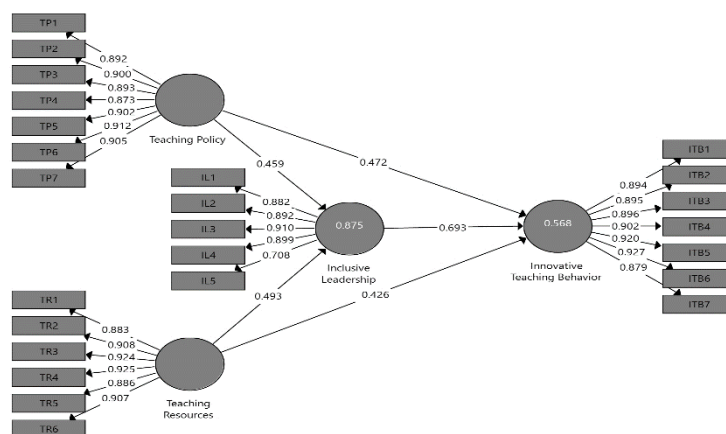 TP1
TP2
TP3
TP4
TP5
TP6
TP7
0.892
0.900
0.893
0.873
0.902
0.912
0.905
Teaching Policy
0.459
0.472
IL1
IL2
IL3
IL4
IL5
0.882
0.892
0.910
0.899
0.708
0.875
Inclusive
Leadership
0.693
0.568
Innovative
Teaching Behavior
0.894
0.895
0.896
0.902
0.920
0.927
0.879
ITB1
ITB2
ITB3
ITB4
ITB5
ITB6
ITB7
0.493
0.426
TR1
TR2
TR3
TR4
TR5
TR6
0.883
0.908
0.924
0.925
0.886
0.907
Teaching
Resources